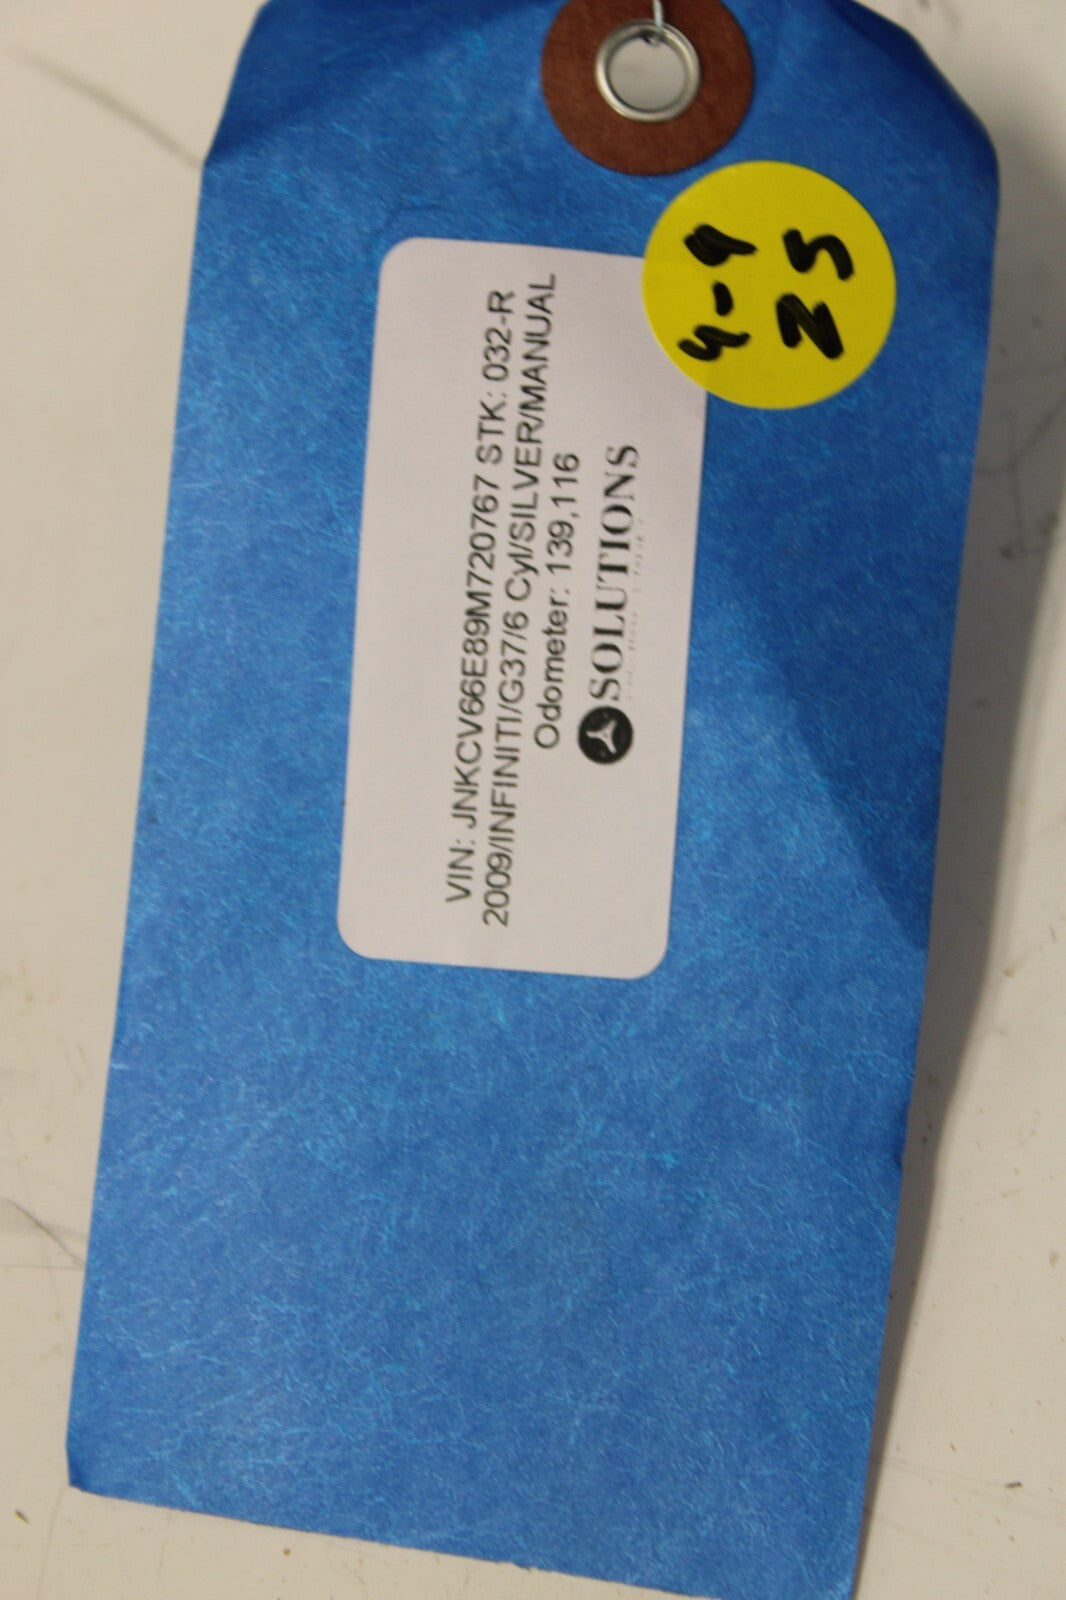 VIN: JNKCV66E89M720767 STK: 032-R
2009/INFINITI/G37/6 Cyl/SILVER/MANUAL
Odometer: 139,116
SOLUTIONS
4-9
25